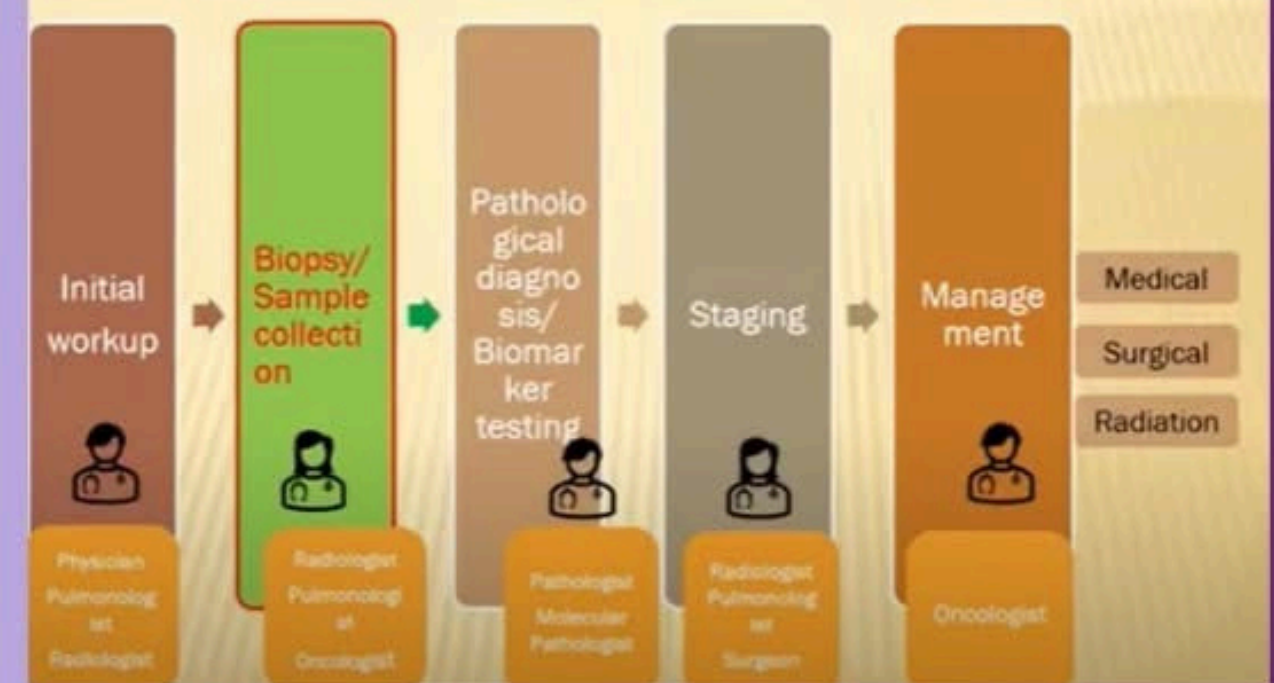 Initial
workup
Physician
Pulmonolog
ist
Radiologist
Biopsy/
Sample
collecti
on
Radiologist
Pulmonologi
st
Oncologist
Patholo
gical
diagno
sis/
Biomar
ker
testing
Pathologist
Molecular
Pathologist
Staging
Radiologist
Pulmonolog
ist
Surgeon
Manage
ment
Oncologist
Medical
Surgical
Radiation